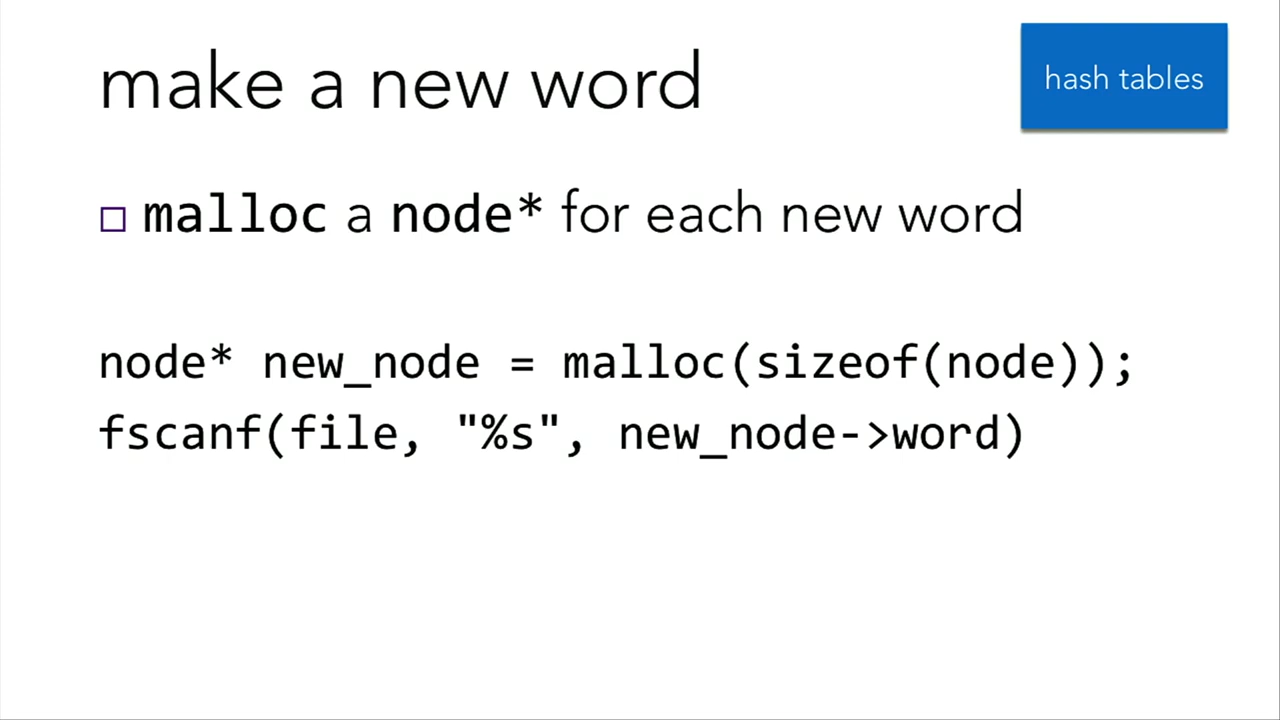 make a new word
hash tables
malloc a node* for each new word
node* new_node = malloc(sizeof(node));
fscanf(file, "%s", new_node->word)